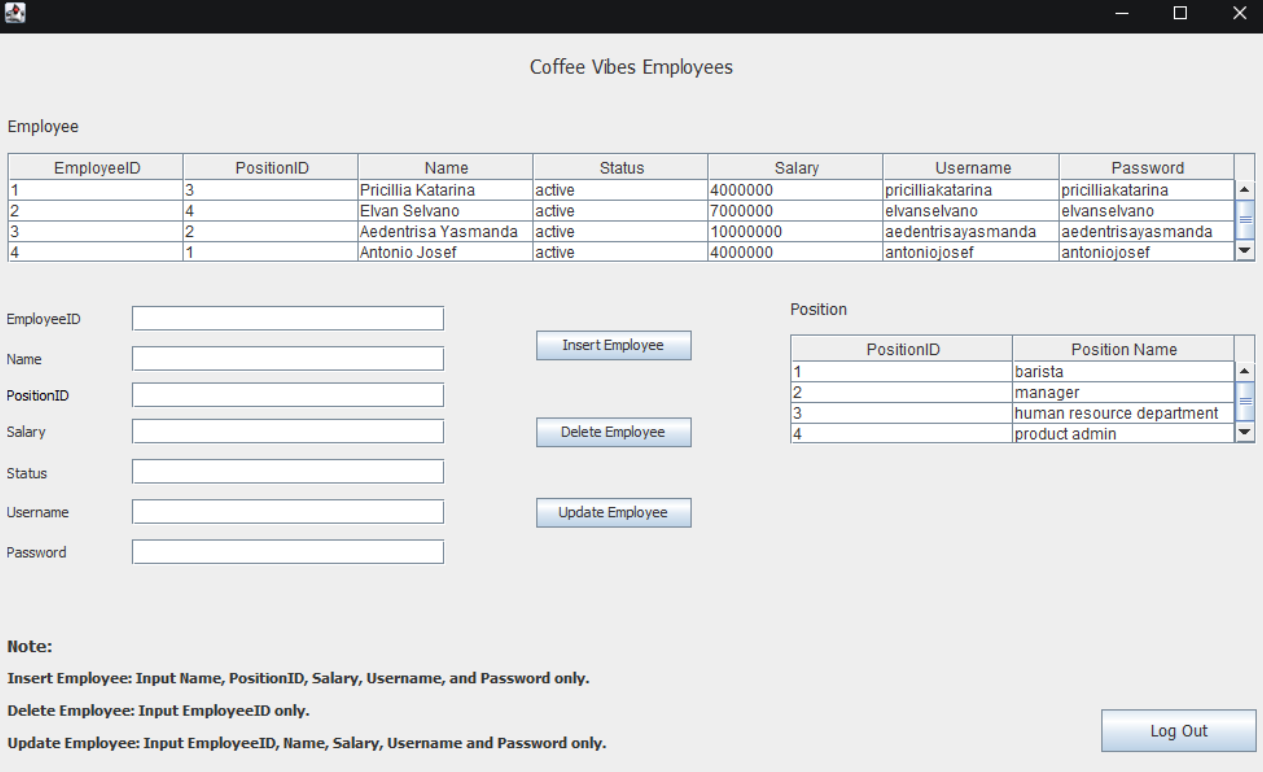 Coffee Vibes Employees
Employee
EmployeeID PositionID Name Status Salary Username Password
1 3 Pricillia Katarina active 4000000 pricilliakatarina pricilliakatarina
2 4 Elvan Selvano active 7000000 elvanselvano elvanselvano
3 2 Aedentrisa Yasmanda active 10000000 aedentrisayasmanda aedentrisayasmanda
4 1 Antonio Josef active 4000000 antoniojosef antoniojosef
EmployeeID
Name
PositionID
Salary
Status
Username
Password
Insert Employee
Delete Employee
Update Employee
Position
PositionID Position Name
1 barista
2 manager
3 human resource department
4 product admin
Note:
Insert Employee: Input Name, PositionID, Salary, Username, and Password only.
Delete Employee: Input EmployeeID only.
Update Employee: Input EmployeeID, Name, Salary, Username and Password only.
Log Out